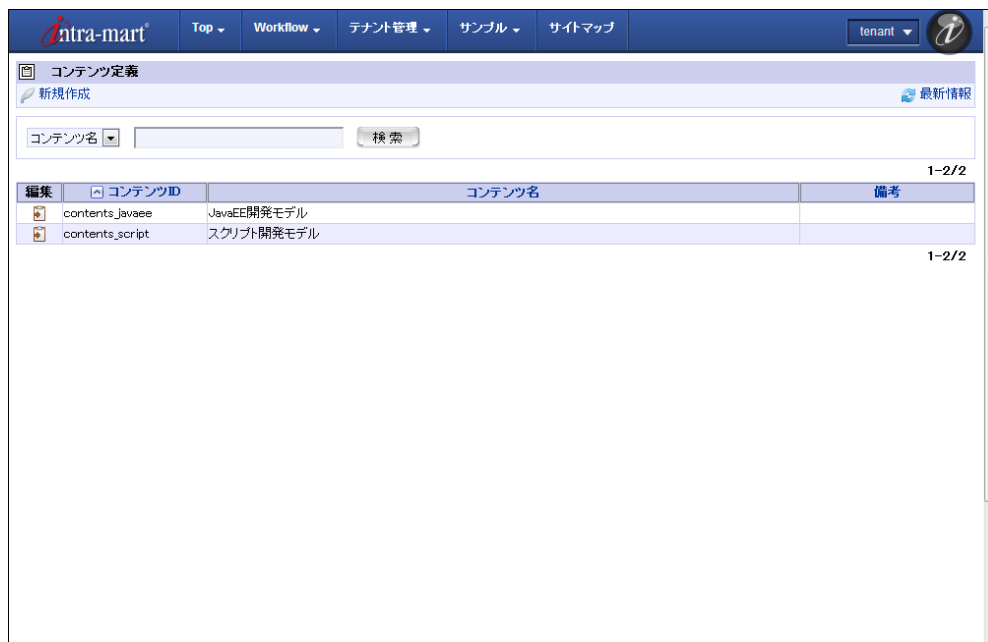 intra-mart® Top Workflow テナント管理 サンプル サイトマップ tenant
コンテンツ定義
新規作成 最新情報
コンテンツ名 検索
1-2/2
編集 コンテンツID コンテンツ名 備考
contents_javaee JavaEE開発モデル
contents_script スクリプト開発モデル
1-2/2